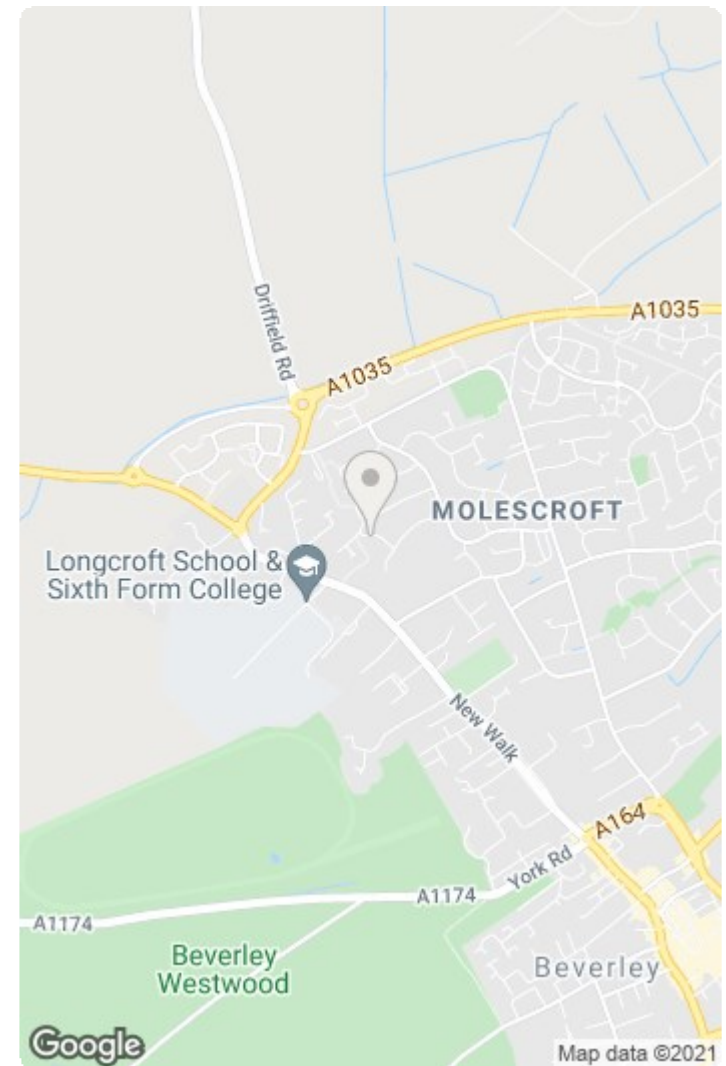 Driffield Rd
A1035
A1035
MOLESCROFT
Longcroft School &
Sixth Form College
New Walk
A164
York Rd
A1174
A1174
Beverley
Westwood
Beverley
Google
Map data ©2021